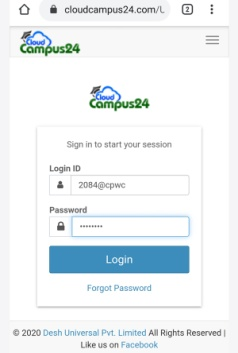 cloudcampus24.com/L
2
Cloud
Campus24
Cloud
Campus24
Sign in to start your session
Login ID
2084@cpwc
Password
••••••••
Login
Forgot Password
© 2020 Desh Universal Pvt. Limited All Rights Reserved |
Like us on Facebook